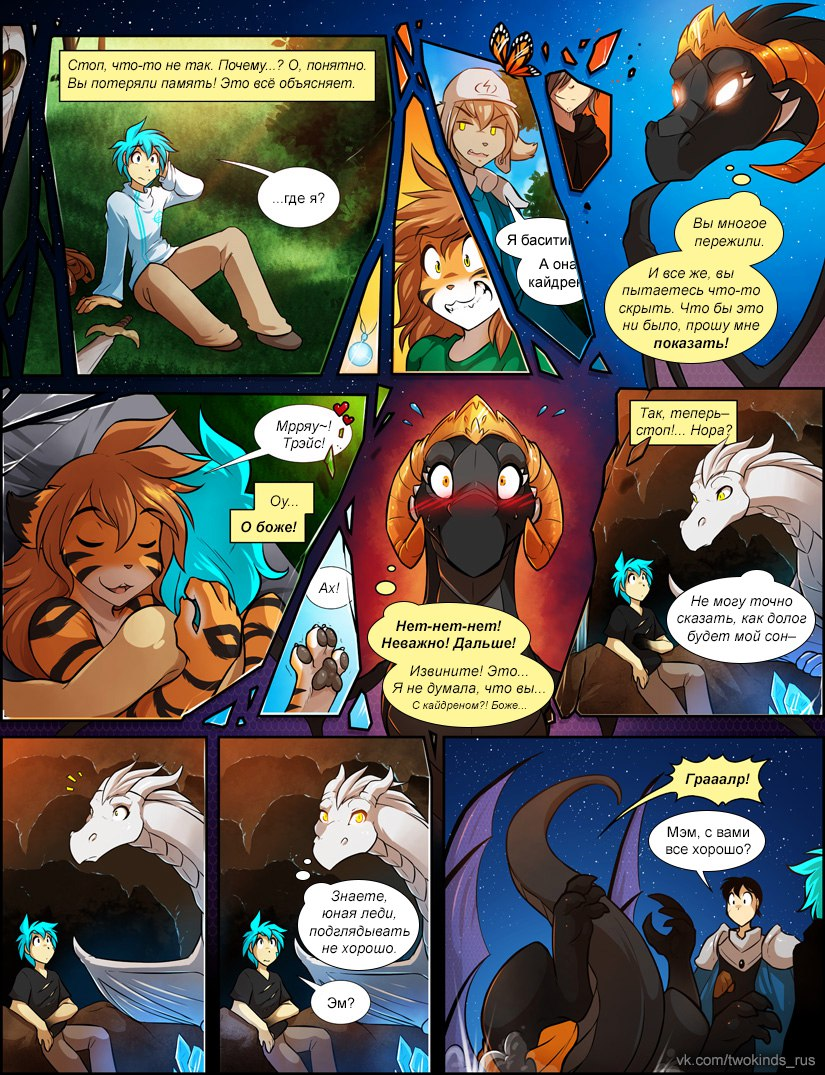 Стоп, что-то не так. Почему...? О, понятно.
Вы потеряли память! Это всё объясняет.
...где я?
Я басити
А она
кайдрен
Вы многое
пережили.
И все же, вы
пытаетесь что-то
скрыть. Что бы это
ни было, прошу мне
показать!
Мрряу~!
Трэйс!
Оу...
О боже!
Ах!
Нет-нет-нет!
Неважно! Дальше!
Извините! Это...
Я не думала, что вы...
С кайдреном?! Боже...
Так, теперь–
стоп!... Нора?
Не могу точно
сказать, как долог
будет мой сон–
Знаете,
юная леди,
подглядывать
не хорошо.
Эм?
Грааалр!
Мэм, с вами
все хорошо?
vk.com/twokinds_rus